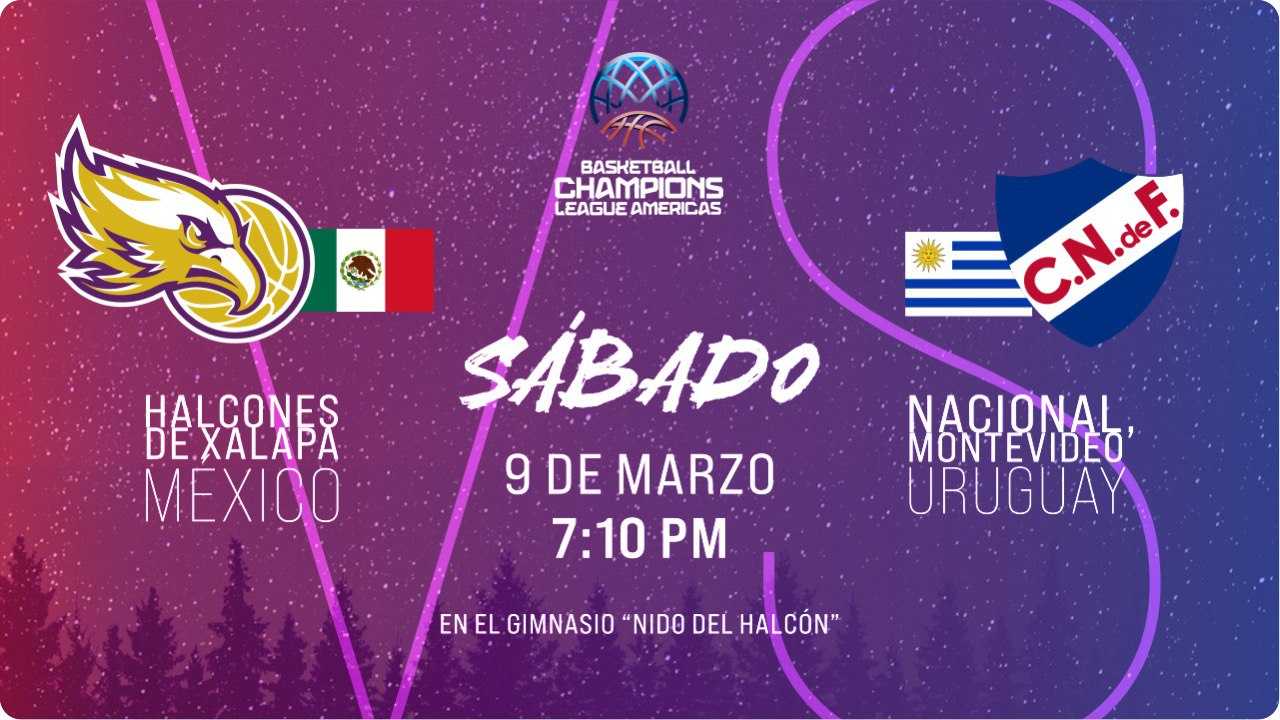 BASKETBALL
CHAMPIONS
LEAGUE AMERICAS
C.N.deF.
SÁBADO
HALCONES
DE XALAPA
MÉXICO
9 DE MARZO
7:10 PM
NACIONAL,
MONTEVIDEO
URUGUAY
EN EL GIMNASIO “NIDO DEL HALCÓN”